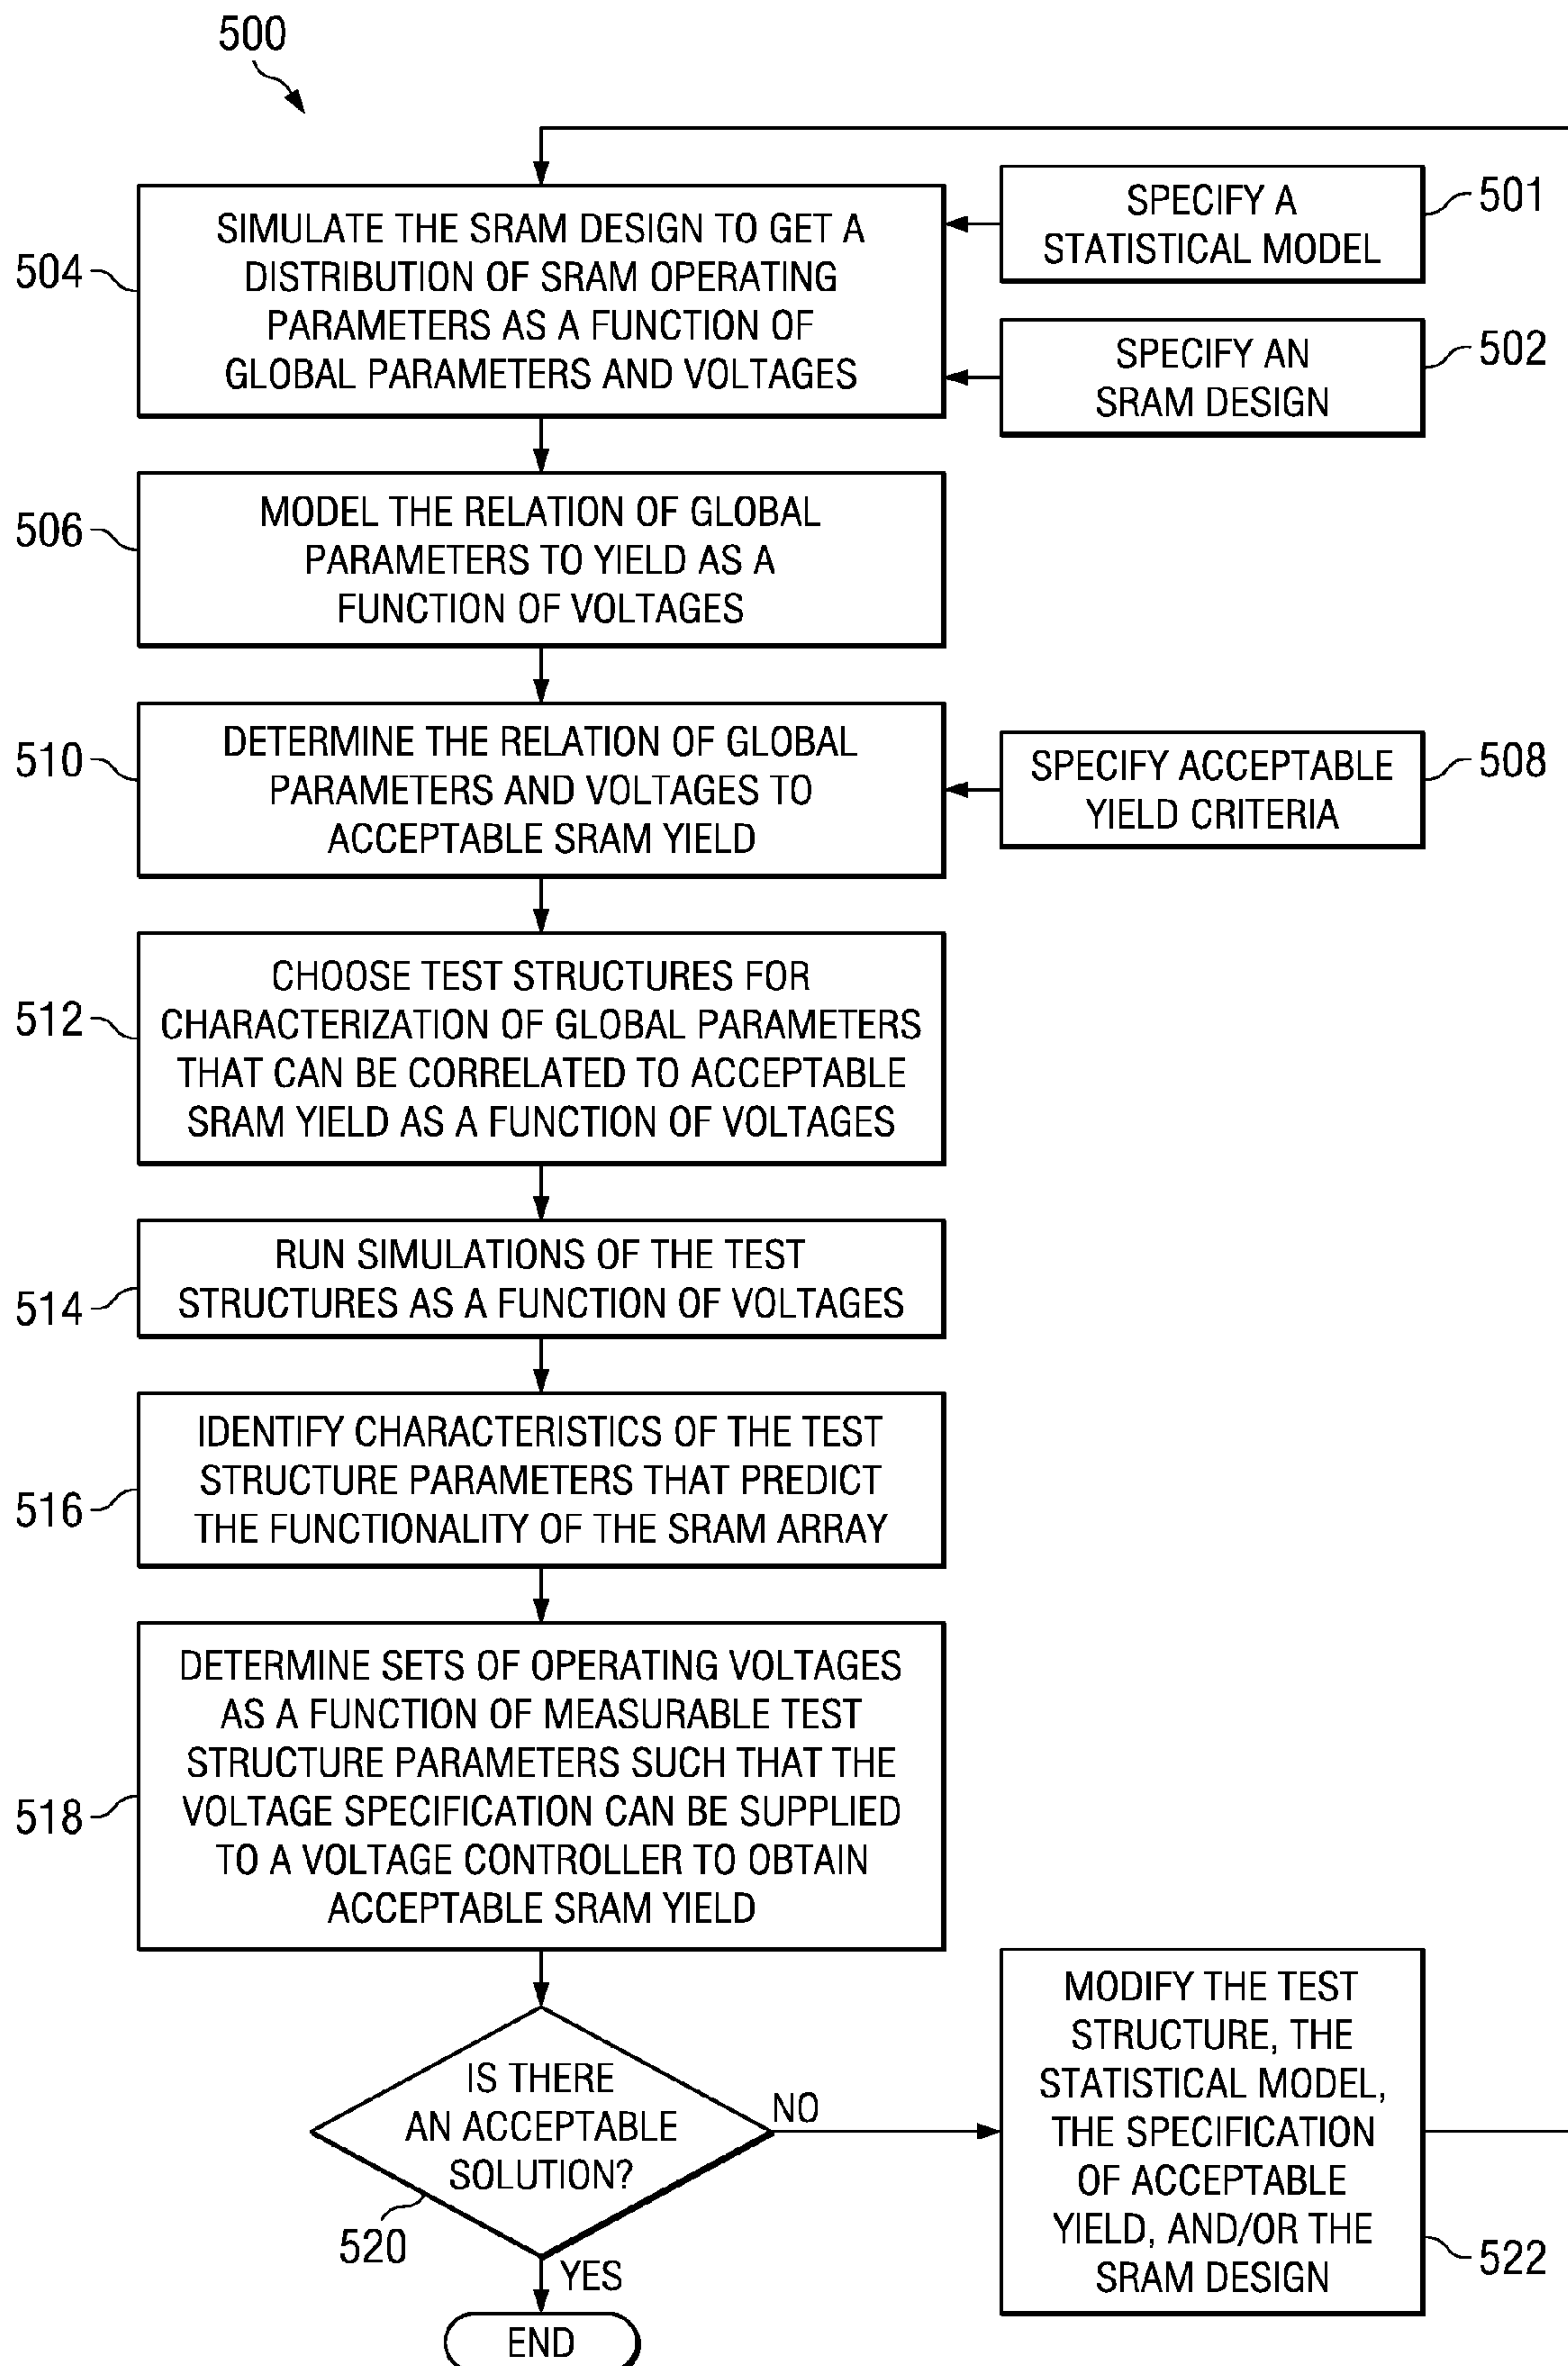 500
504
SIMULATE THE SRAM DESIGN TO GET A
DISTRIBUTION OF SRAM OPERATING
PARAMETERS AS A FUNCTION OF
GLOBAL PARAMETERS AND VOLTAGES
SPECIFY A
STATISTICAL MODEL
501
SPECIFY AN
SRAM DESIGN
502
506
MODEL THE RELATION OF GLOBAL
PARAMETERS TO YIELD AS A
FUNCTION OF VOLTAGES
510
DETERMINE THE RELATION OF GLOBAL
PARAMETERS AND VOLTAGES TO
ACCEPTABLE SRAM YIELD
SPECIFY ACCEPTABLE
YIELD CRITERIA
508
512
CHOOSE TEST STRUCTURES FOR
CHARACTERIZATION OF GLOBAL PARAMETERS
THAT CAN BE CORRELATED TO ACCEPTABLE
SRAM YIELD AS A FUNCTION OF VOLTAGES
514
RUN SIMULATIONS OF THE TEST
STRUCTURES AS A FUNCTION OF VOLTAGES
516
IDENTIFY CHARACTERISTICS OF THE TEST
STRUCTURE PARAMETERS THAT PREDICT
THE FUNCTIONALITY OF THE SRAM ARRAY
518
DETERMINE SETS OF OPERATING VOLTAGES
AS A FUNCTION OF MEASURABLE TEST
STRUCTURE PARAMETERS SUCH THAT THE
VOLTAGE SPECIFICATION CAN BE SUPPLIED
TO A VOLTAGE CONTROLLER TO OBTAIN
ACCEPTABLE SRAM YIELD
IS THERE
AN ACCEPTABLE
SOLUTION?
520
NO
MODIFY THE TEST
STRUCTURE, THE
STATISTICAL MODEL,
THE SPECIFICATION
OF ACCEPTABLE
YIELD, AND/OR THE
SRAM DESIGN
522
YES
END